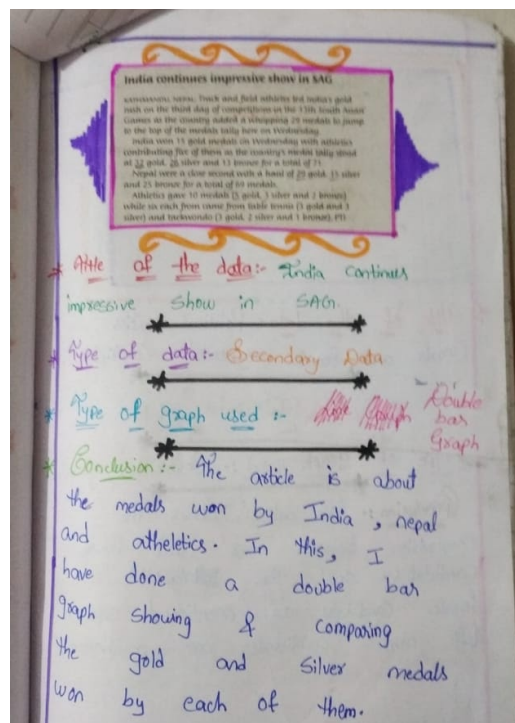 India continues impressive show in SAG
KATHMANDU, NEPAL: Track and field athletes led India's gold
rush on the third day of competitions in the 13th South Asian
Games as the country added a whopping 29 medals to jump
to the top of the medals tally here on Wednesday.
India won 15 gold medals on Wednesday with athletics
contributing five of them as the country's medal tally stood
at 32 gold, 26 silver and 13 bronze for a total of 71.
Nepal were a close second with a haul of 29 gold, 15 silver
and 25 bronze for a total of 69 medals.
Athletics gave 10 medals (5 gold, 3 silver and 2 bronze)
while six each from came from table tennis (3 gold and 3
silver) and taekwondo (3 gold, 2 silver and 1 bronze). PTI
* Title of the data:- India continues
impressive show in SAG.
* Type of data:- Secondary Data
* Type of graph used :- Double
bar
Graph
* Conclusion :- The article is about
the medals won by India, nepal
and atheletics. In this, I
have done a double bar
graph showing & comparing
the gold and silver medals
won by each of them.